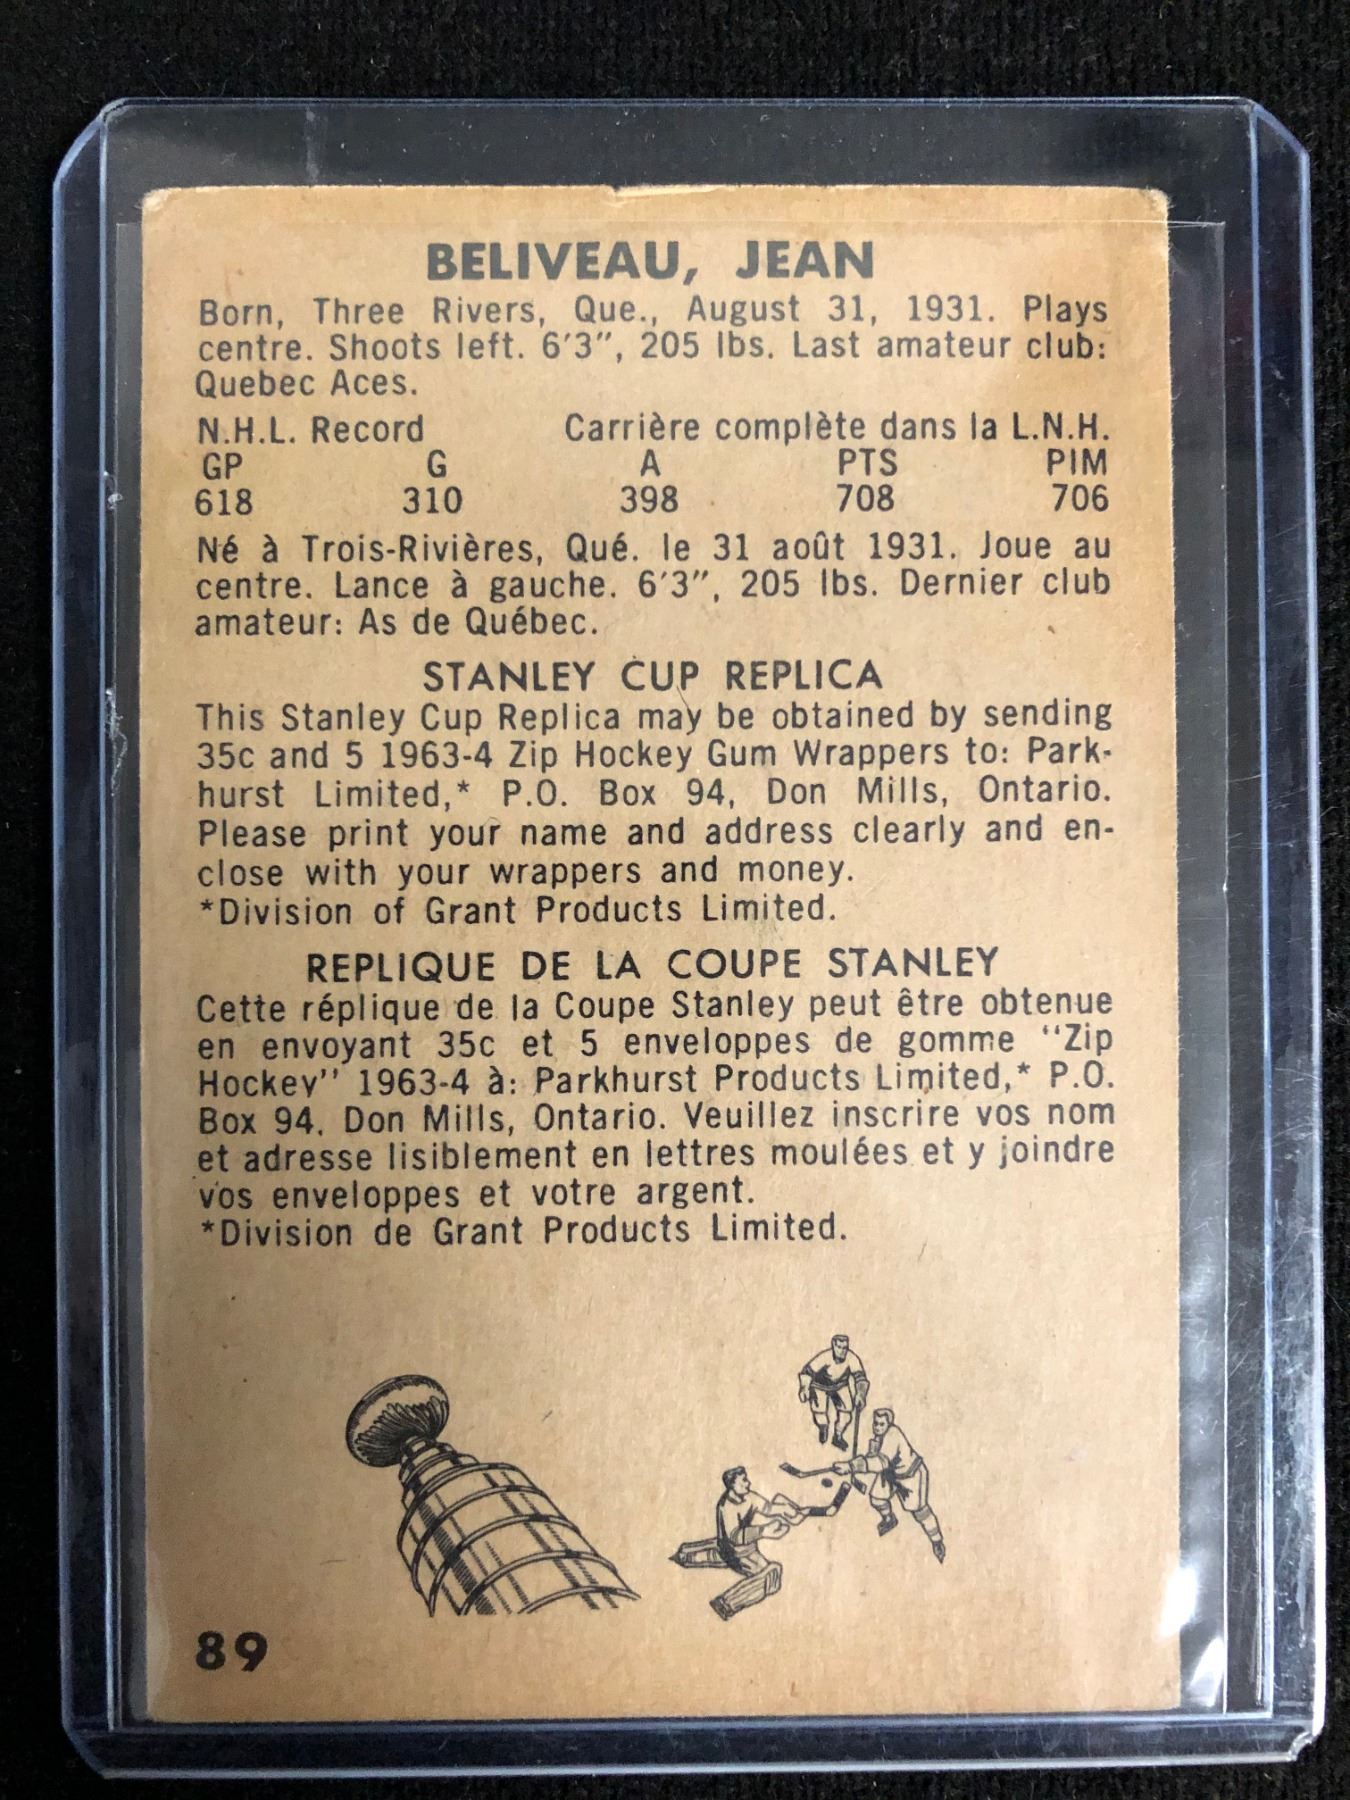 BELIVEAU, JEAN
Born, Three Rivers, Que., August 31, 1931. Plays
centre. Shoots left. 6'3", 205 lbs. Last amateur club:
Quebec Aces.
N.H.L. Record Carrière complète dans la L.N.H.
GP G A PTS PIM
618 310 398 708 706
Né à Trois-Rivières, Qué. le 31 août 1931. Joue au
centre. Lance à gauche. 6'3", 205 lbs. Dernier club
amateur: As de Québec.
STANLEY CUP REPLICA
This Stanley Cup Replica may be obtained by sending
35c and 5 1963-4 Zip Hockey Gum Wrappers to: Park-
hurst Limited,* P.O. Box 94, Don Mills, Ontario.
Please print your name and address clearly and en-
close with your wrappers and money.
*Division of Grant Products Limited.
REPLIQUE DE LA COUPE STANLEY
Cette réplique de la Coupe Stanley peut être obtenue
en envoyant 35c et 5 enveloppes de gomme "Zip
Hockey" 1963-4 à: Parkhurst Products Limited,* P.O.
Box 94, Don Mills, Ontario. Veuillez inscrire vos nom
et adresse lisiblement en lettres moulées et y joindre
vos enveloppes et votre argent.
*Division de Grant Products Limited.
89